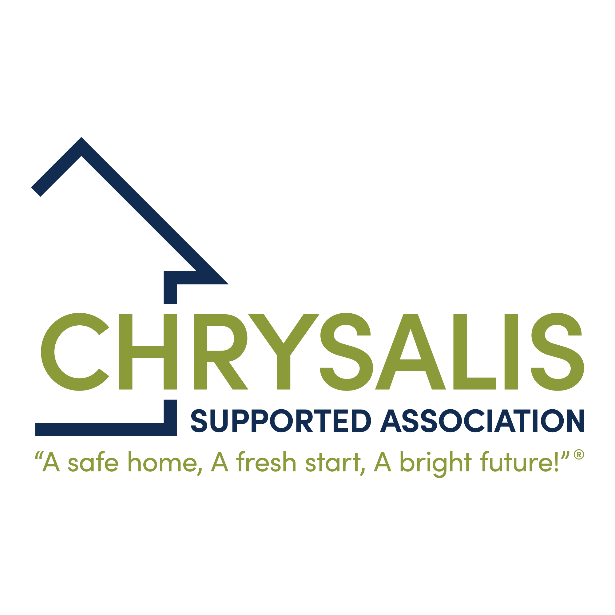 CHRYSALIS
SUPPORTED ASSOCIATION
“A safe home, A fresh start, A bright future!”®